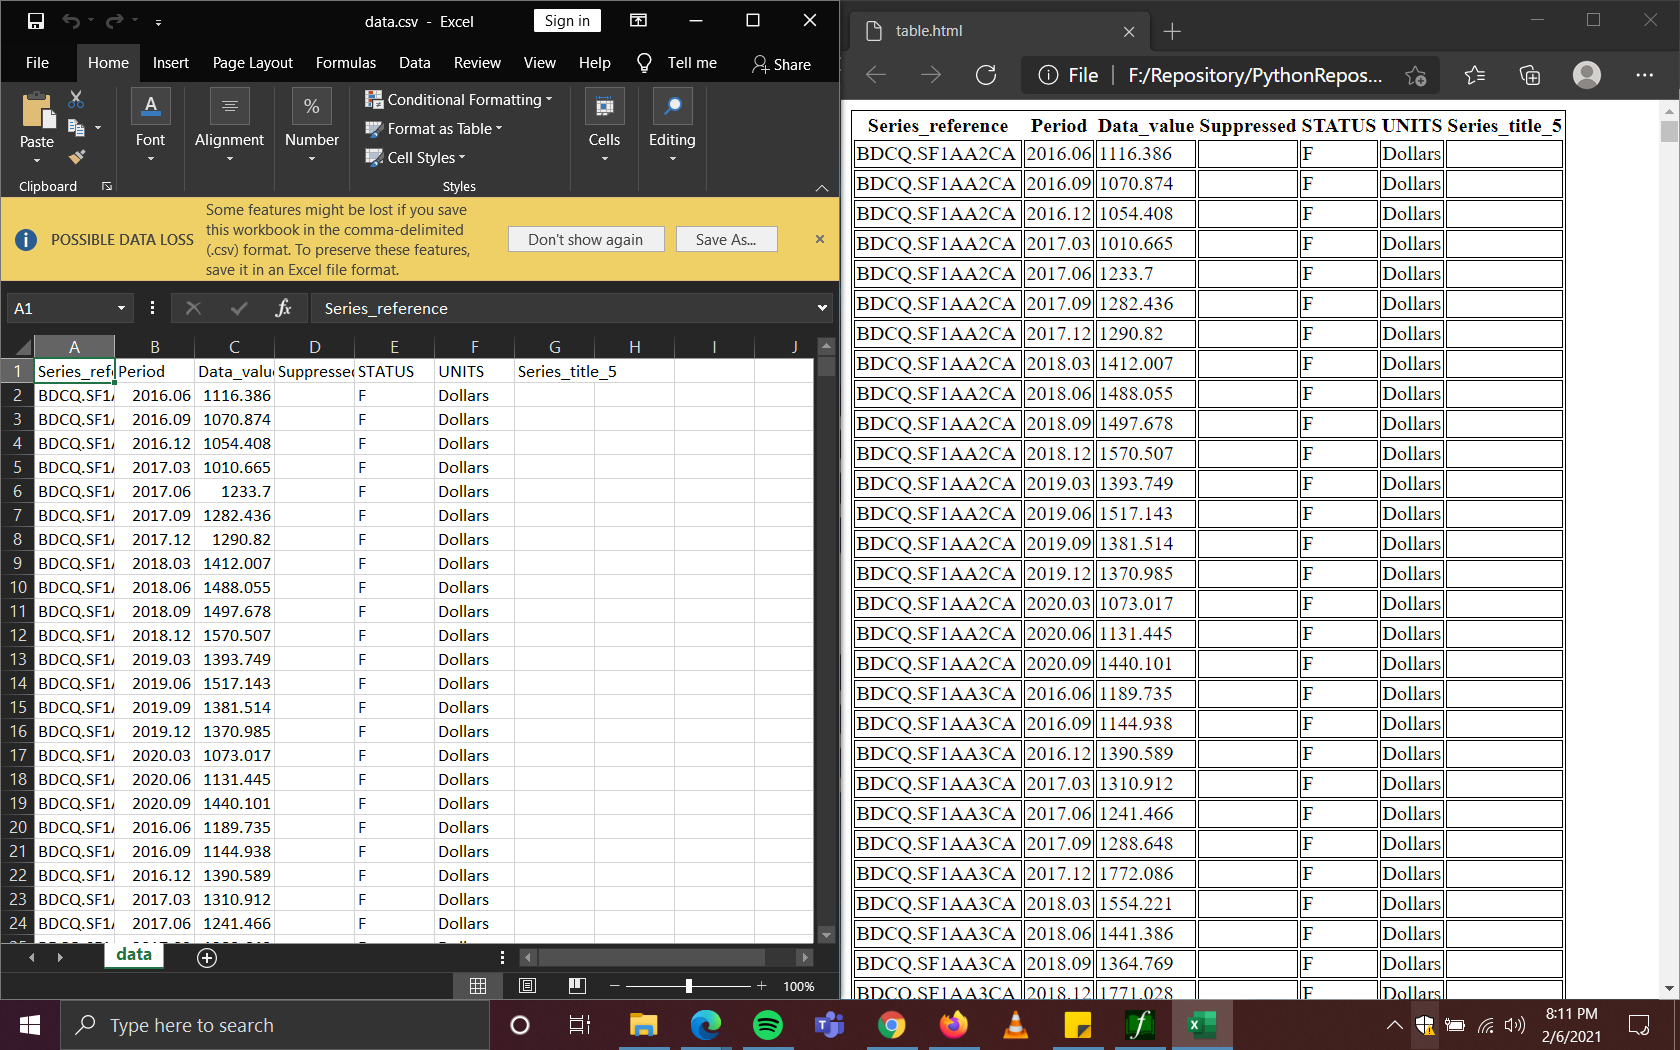 data.csv - Excel
Sign in
File Home Insert Page Layout Formulas Data Review View Help Tell me Share
Paste
Clipboard
Font
Alignment
Number
Conditional Formatting
Format as Table
Cell Styles
Styles
Cells
Editing
POSSIBLE DATA LOSS
Some features might be lost if you save
this workbook in the comma-delimited
(.csv) format. To preserve these features,
save it in an Excel file format.
Don't show again
Save As...
A1 fx Series_reference
A B C D E F G H I J
1 Series_ref Period Data_valu Suppressed STATUS UNITS Series_title_5
2 BDCQ.SF1 2016.06 1116.386 F Dollars
3 BDCQ.SF1 2016.09 1070.874 F Dollars
4 BDCQ.SF1 2016.12 1054.408 F Dollars
5 BDCQ.SF1 2017.03 1010.665 F Dollars
6 BDCQ.SF1 2017.06 1233.7 F Dollars
7 BDCQ.SF1 2017.09 1282.436 F Dollars
8 BDCQ.SF1 2017.12 1290.82 F Dollars
9 BDCQ.SF1 2018.03 1412.007 F Dollars
10 BDCQ.SF1 2018.06 1488.055 F Dollars
11 BDCQ.SF1 2018.09 1497.678 F Dollars
12 BDCQ.SF1 2018.12 1570.507 F Dollars
13 BDCQ.SF1 2019.03 1393.749 F Dollars
14 BDCQ.SF1 2019.06 1517.143 F Dollars
15 BDCQ.SF1 2019.09 1381.514 F Dollars
16 BDCQ.SF1 2019.12 1370.985 F Dollars
17 BDCQ.SF1 2020.03 1073.017 F Dollars
18 BDCQ.SF1 2020.06 1131.445 F Dollars
19 BDCQ.SF1 2020.09 1440.101 F Dollars
20 BDCQ.SF1 2016.06 1189.735 F Dollars
21 BDCQ.SF1 2016.09 1144.938 F Dollars
22 BDCQ.SF1 2016.12 1390.589 F Dollars
23 BDCQ.SF1 2017.03 1310.912 F Dollars
24 BDCQ.SF1 2017.06 1241.466 F Dollars
data
100%
table.html
File F:/Repository/PythonRepos...
Series_reference Period Data_value Suppressed STATUS UNITS Series_title_5
BDCQ.SF1AA2CA 2016.06 1116.386 F Dollars
BDCQ.SF1AA2CA 2016.09 1070.874 F Dollars
BDCQ.SF1AA2CA 2016.12 1054.408 F Dollars
BDCQ.SF1AA2CA 2017.03 1010.665 F Dollars
BDCQ.SF1AA2CA 2017.06 1233.7 F Dollars
BDCQ.SF1AA2CA 2017.09 1282.436 F Dollars
BDCQ.SF1AA2CA 2017.12 1290.82 F Dollars
BDCQ.SF1AA2CA 2018.03 1412.007 F Dollars
BDCQ.SF1AA2CA 2018.06 1488.055 F Dollars
BDCQ.SF1AA2CA 2018.09 1497.678 F Dollars
BDCQ.SF1AA2CA 2018.12 1570.507 F Dollars
BDCQ.SF1AA2CA 2019.03 1393.749 F Dollars
BDCQ.SF1AA2CA 2019.06 1517.143 F Dollars
BDCQ.SF1AA2CA 2019.09 1381.514 F Dollars
BDCQ.SF1AA2CA 2019.12 1370.985 F Dollars
BDCQ.SF1AA2CA 2020.03 1073.017 F Dollars
BDCQ.SF1AA2CA 2020.06 1131.445 F Dollars
BDCQ.SF1AA2CA 2020.09 1440.101 F Dollars
BDCQ.SF1AA3CA 2016.06 1189.735 F Dollars
BDCQ.SF1AA3CA 2016.09 1144.938 F Dollars
BDCQ.SF1AA3CA 2016.12 1390.589 F Dollars
BDCQ.SF1AA3CA 2017.03 1310.912 F Dollars
BDCQ.SF1AA3CA 2017.06 1241.466 F Dollars
BDCQ.SF1AA3CA 2017.09 1288.648 F Dollars
BDCQ.SF1AA3CA 2017.12 1772.086 F Dollars
BDCQ.SF1AA3CA 2018.03 1554.221 F Dollars
BDCQ.SF1AA3CA 2018.06 1441.386 F Dollars
BDCQ.SF1AA3CA 2018.09 1364.769 F Dollars
BDCQ.SF1AA3CA 2018.12 1771.028 F Dollars
Type here to search
8:11 PM
2/6/2021